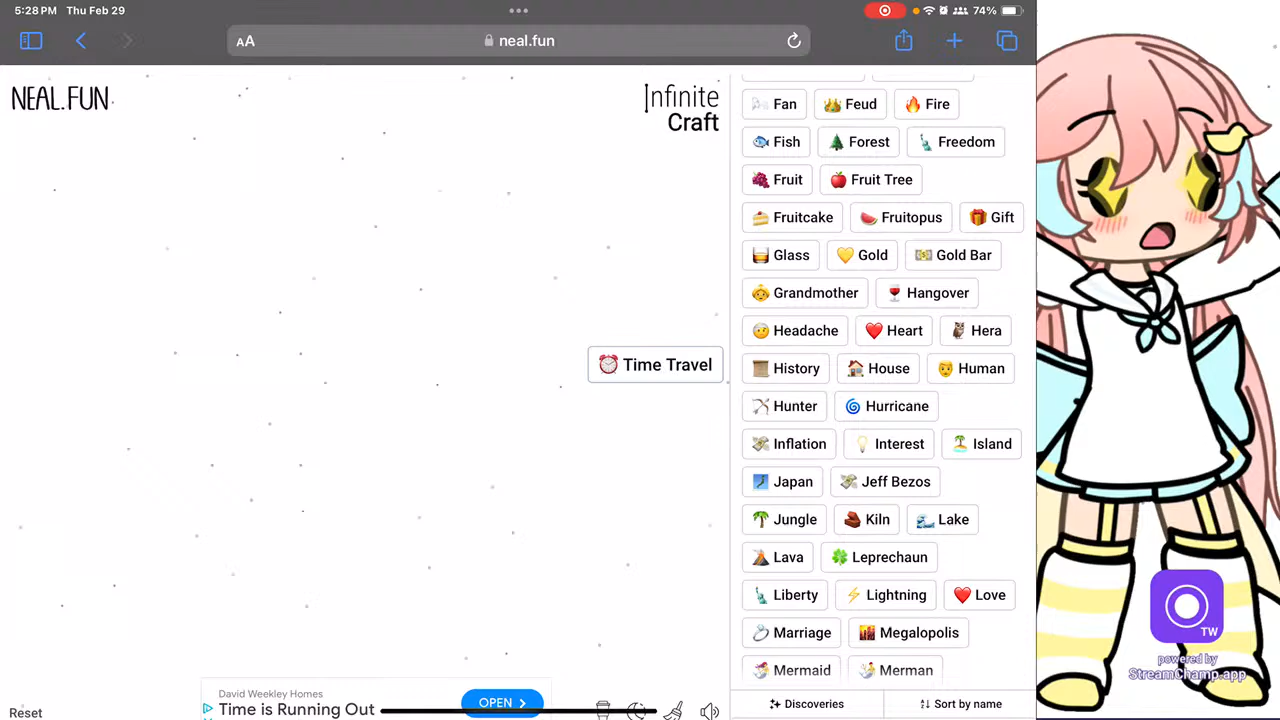 5:28 PM Thu Feb 29
74%
AA
neal.fun
NEAL.FUN
Infinite
Craft
Fan Feud Fire
Fish Forest Freedom
Fruit Fruit Tree
Fruitcake Fruitopus Gift
Glass Gold Gold Bar
Grandmother Hangover
Headache Heart Hera
Time Travel
History House Human
Hunter Hurricane
Inflation Interest Island
Japan Jeff Bezos
Jungle Kiln Lake
Lava Leprechaun
Liberty Lightning Love
Marriage Megalopolis
Mermaid Merman
David Weekley Homes
Time is Running Out
OPEN
Reset
Discoveries
Sort by name
TW
powered by
StreamChamp.app